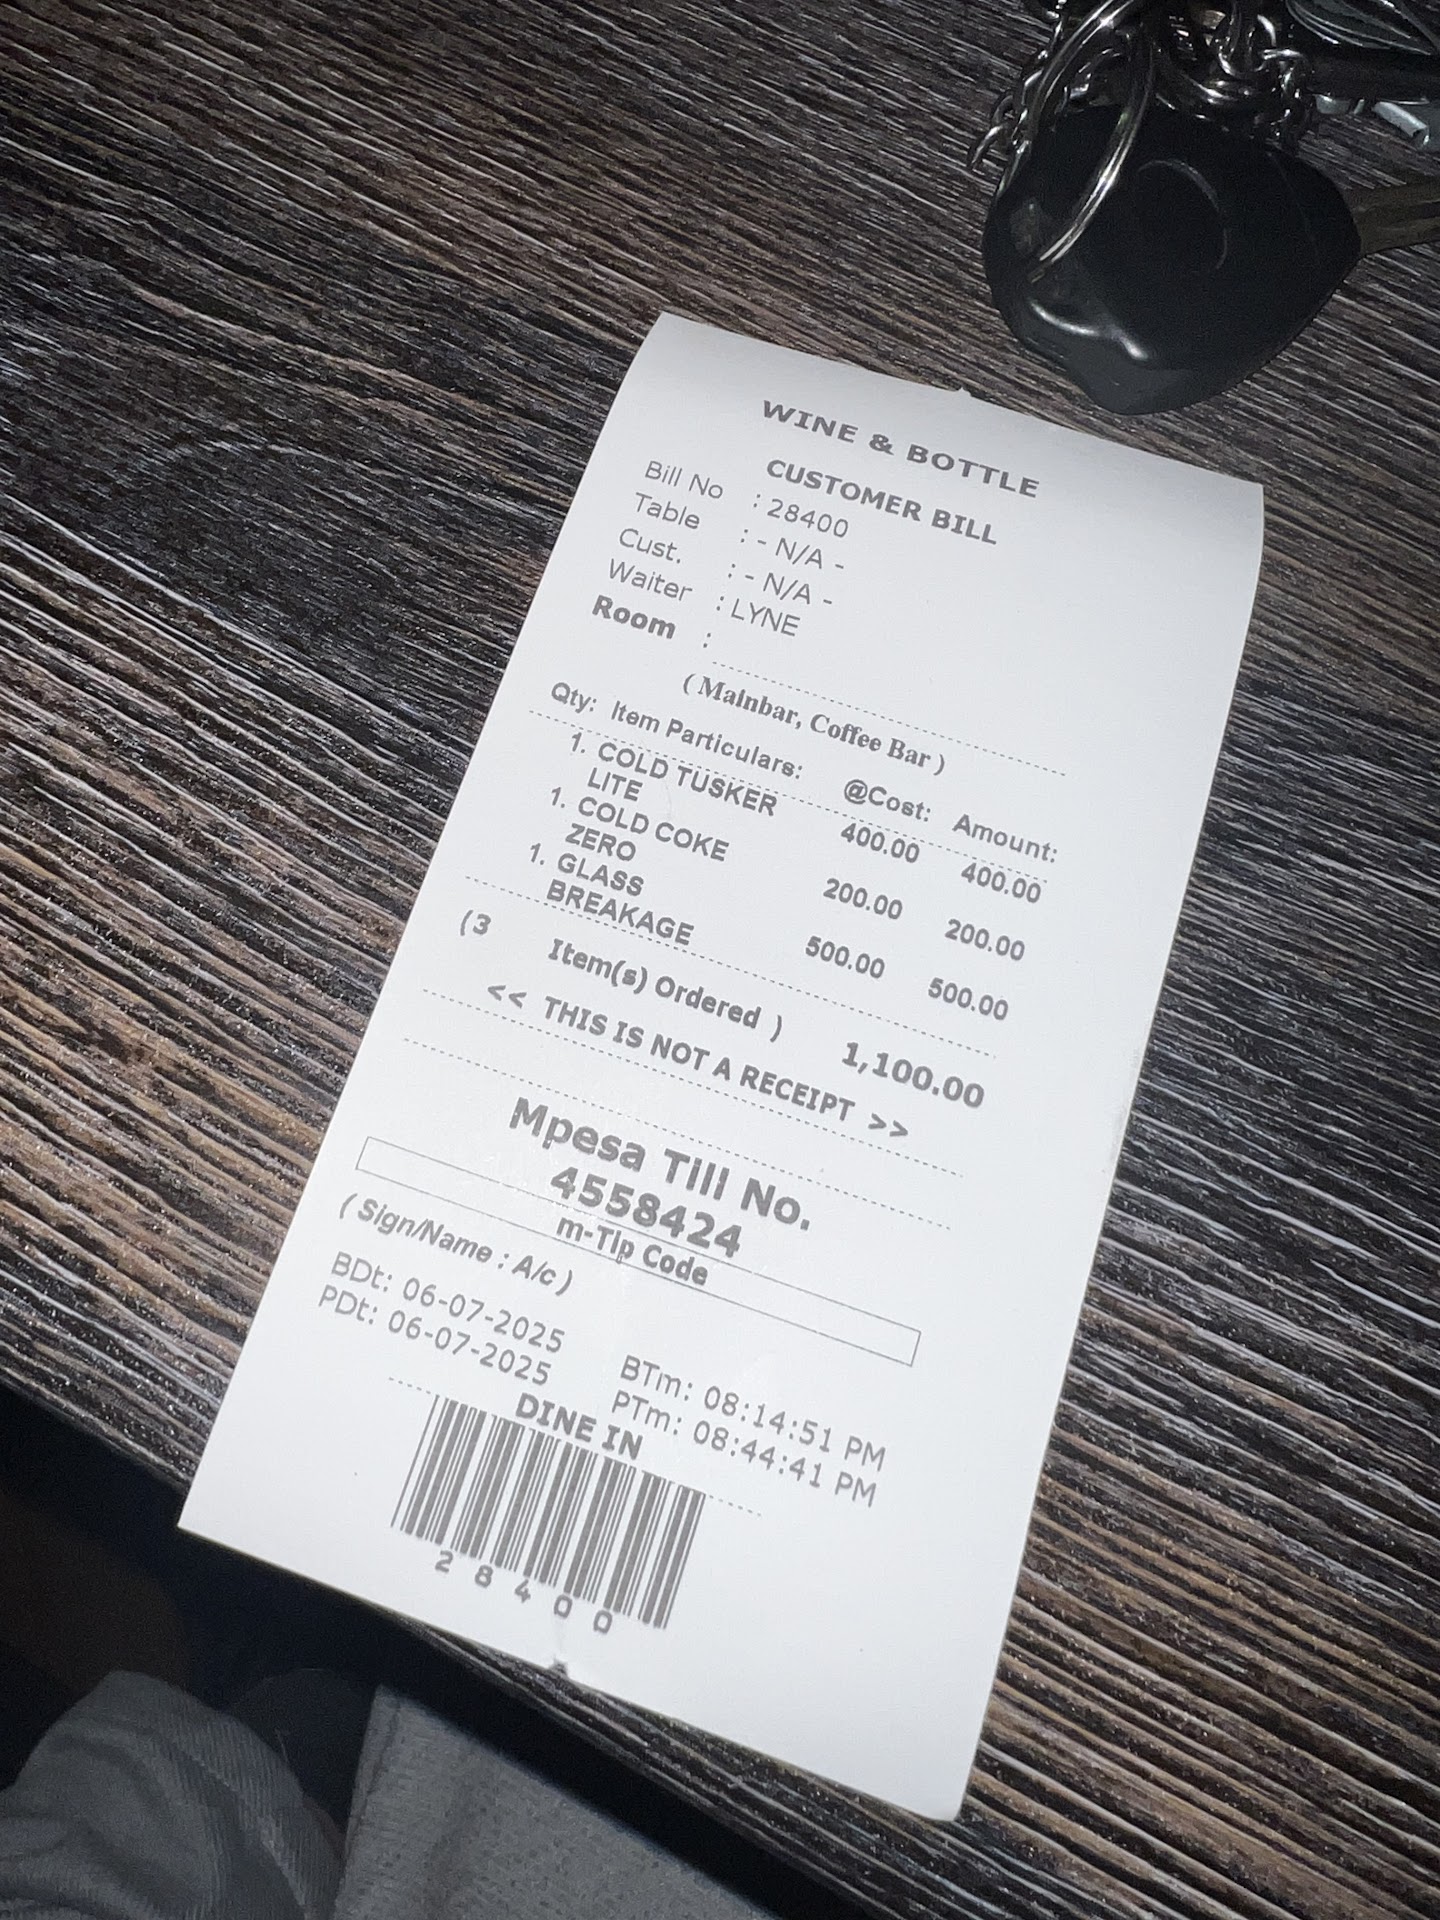 WINE & BOTTLE
CUSTOMER BILL
Bill No : 28400
Table : - N/A -
Cust. : - N/A -
Waiter : LYNE
Room :
( Mainbar, Coffee Bar )
Qty: Item Particulars: @Cost: Amount:
1. COLD TUSKER 400.00 400.00
LITE
1. COLD COKE 200.00 200.00
ZERO
1. GLASS 500.00 500.00
BREAKAGE
(3 Item(s) Ordered ) 1,100.00
<< THIS IS NOT A RECEIPT >>
Mpesa Till No.
4558424
m-Tip Code
( Sign/Name : A/c )
BDt: 06-07-2025 BTm: 08:14:51 PM
PDt: 06-07-2025 PTm: 08:44:41 PM
DINE IN
28400